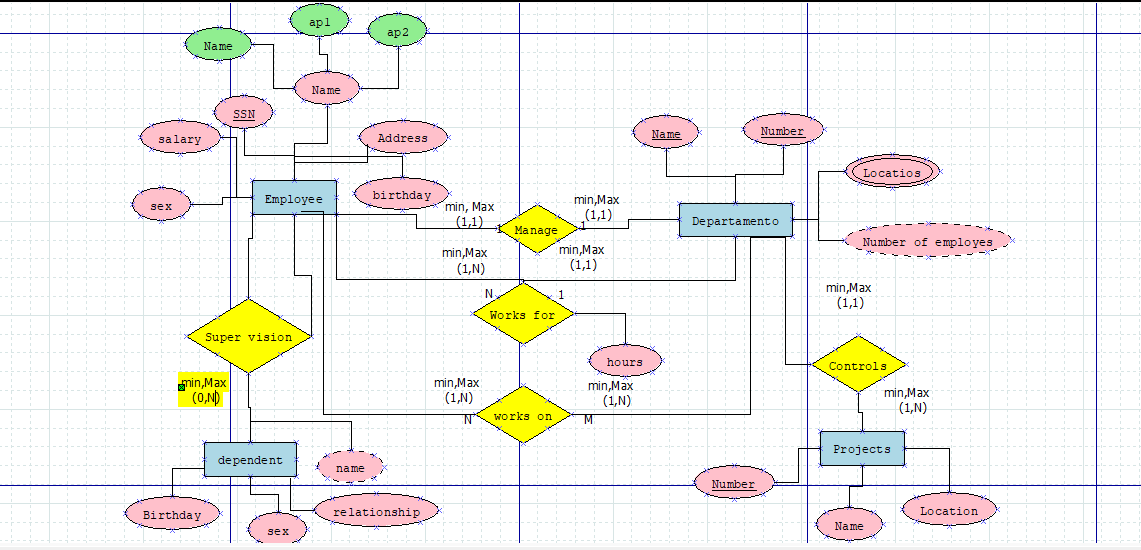 ap1
ap2
Name
Name
SSN
salary
Address
Name
Number
Locatios
Employee
birthday
sex
min, Max
(1,1)
min,Max
(1,1)
Departamento
1
Manage
1
Number of employes
min,Max
(1,N)
min,Max
(1,1)
min,Max
(1,1)
N
1
Works for
Super vision
hours
Controls
min,Max
(0,N)
min,Max
(1,N)
min,Max
(1,N)
min,Max
(1,N)
N
works on
M
Projects
dependent
name
Number
Birthday
relationship
Location
sex
Name